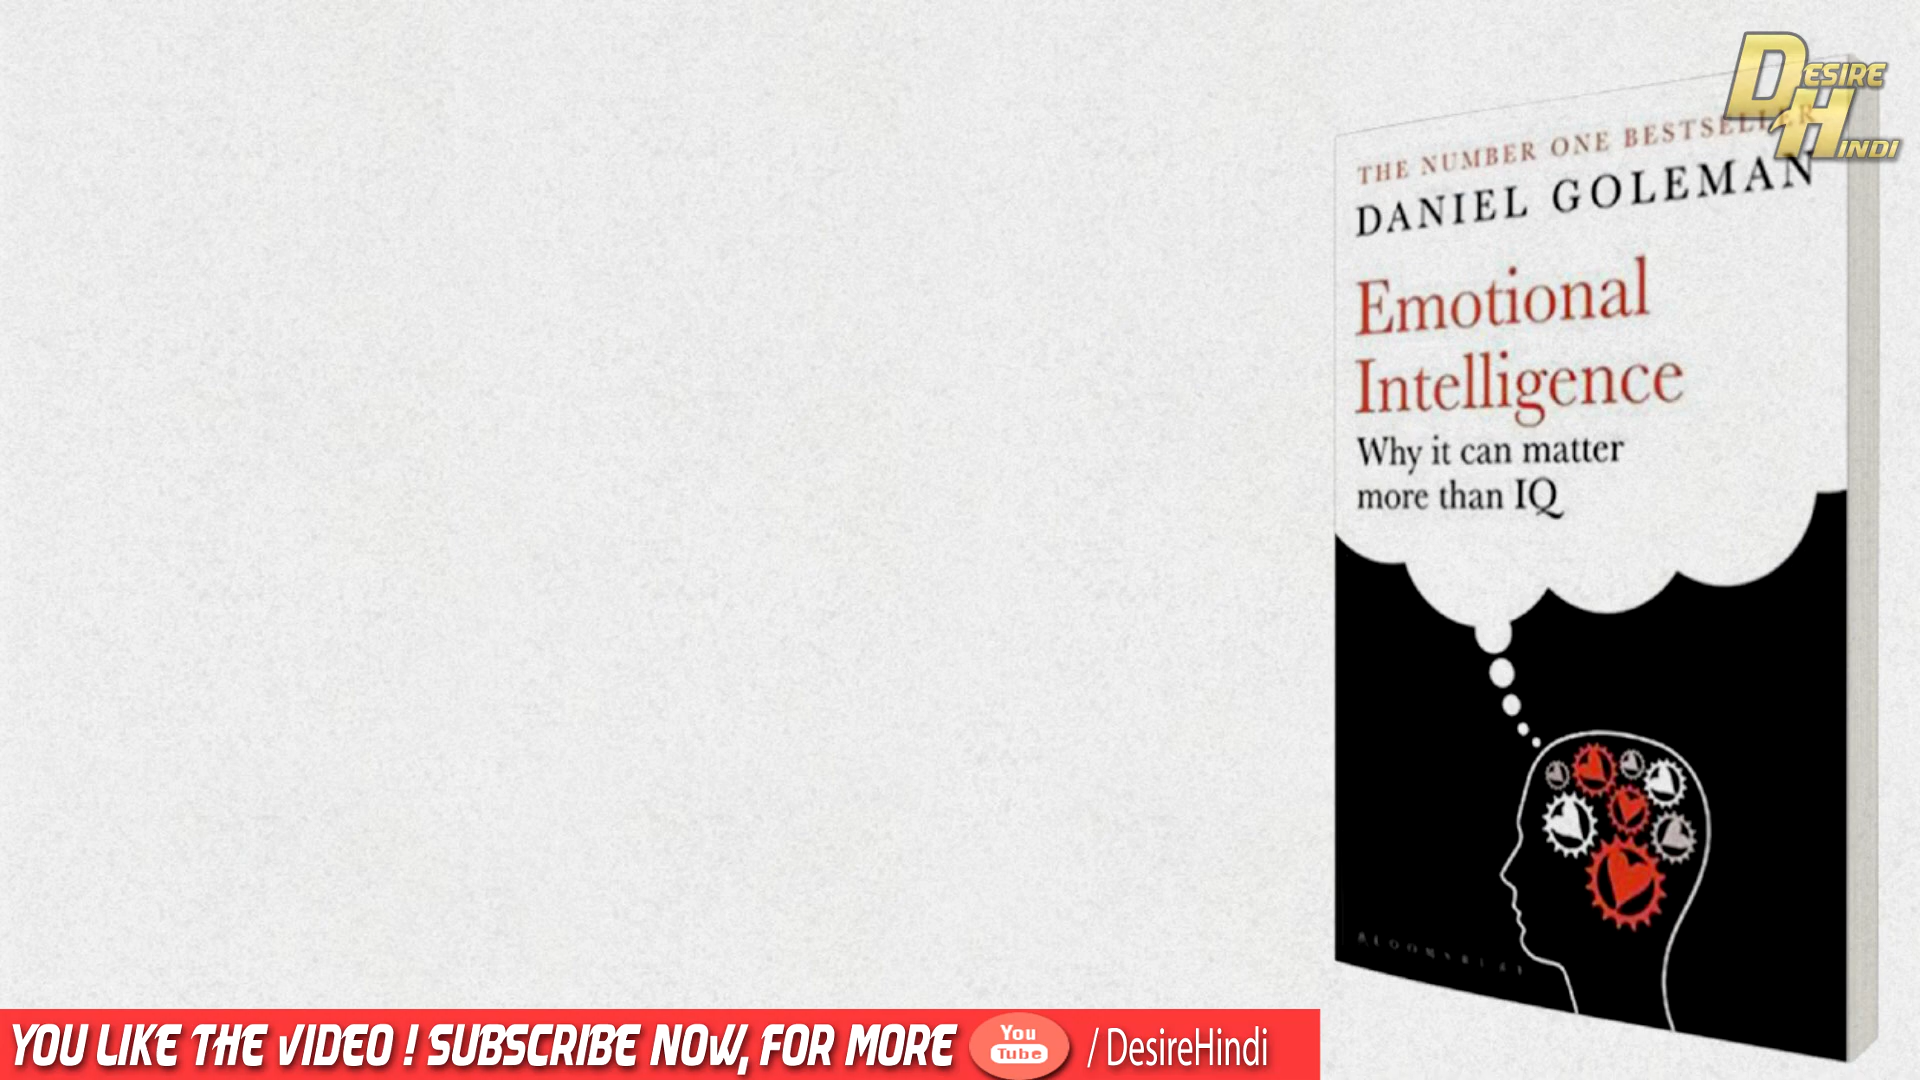 DESIRE
HINDI
THE NUMBER ONE BESTSELLER
DANIEL GOLEMAN
Emotional
Intelligence
Why it can matter
more than IQ
BLOOMSBURY
YOU LIKE THE VIDEO ! SUBSCRIBE NOW, FOR MORE You Tube / DesireHindi